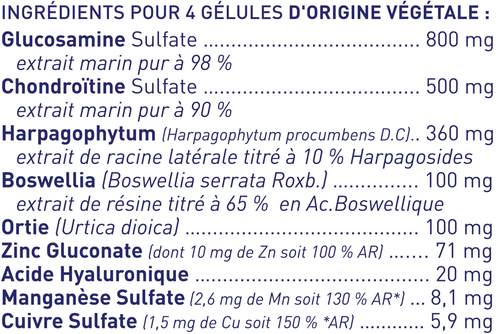 INGRÉDIENTS POUR 4 GÉLULES D'ORIGINE VÉGÉTALE :
Glucosamine Sulfate ...................................... 800 mg
extrait marin pur à 98 %
Chondroïtine Sulfate ...................................... 500 mg
extrait marin pur à 90 %
Harpagophytum (Harpagophytum procumbens D.C).. 360 mg
extrait de racine latérale titré à 10 % Harpagosides
Boswellia (Boswellia serrata Roxb.) ............... 100 mg
extrait de résine titré à 65 % en Ac.Boswellique
Ortie (Urtica dioica) ......................................... 100 mg
Zinc Gluconate (dont 10 mg de Zn soit 100 % AR) ....... 71 mg
Acide Hyaluronique ......................................... 20 mg
Manganèse Sulfate (2,6 mg de Mn soit 130 % AR*) ... 8,1 mg
Cuivre Sulfate (1,5 mg de Cu soit 150 % *AR) ............ 5,9 mg